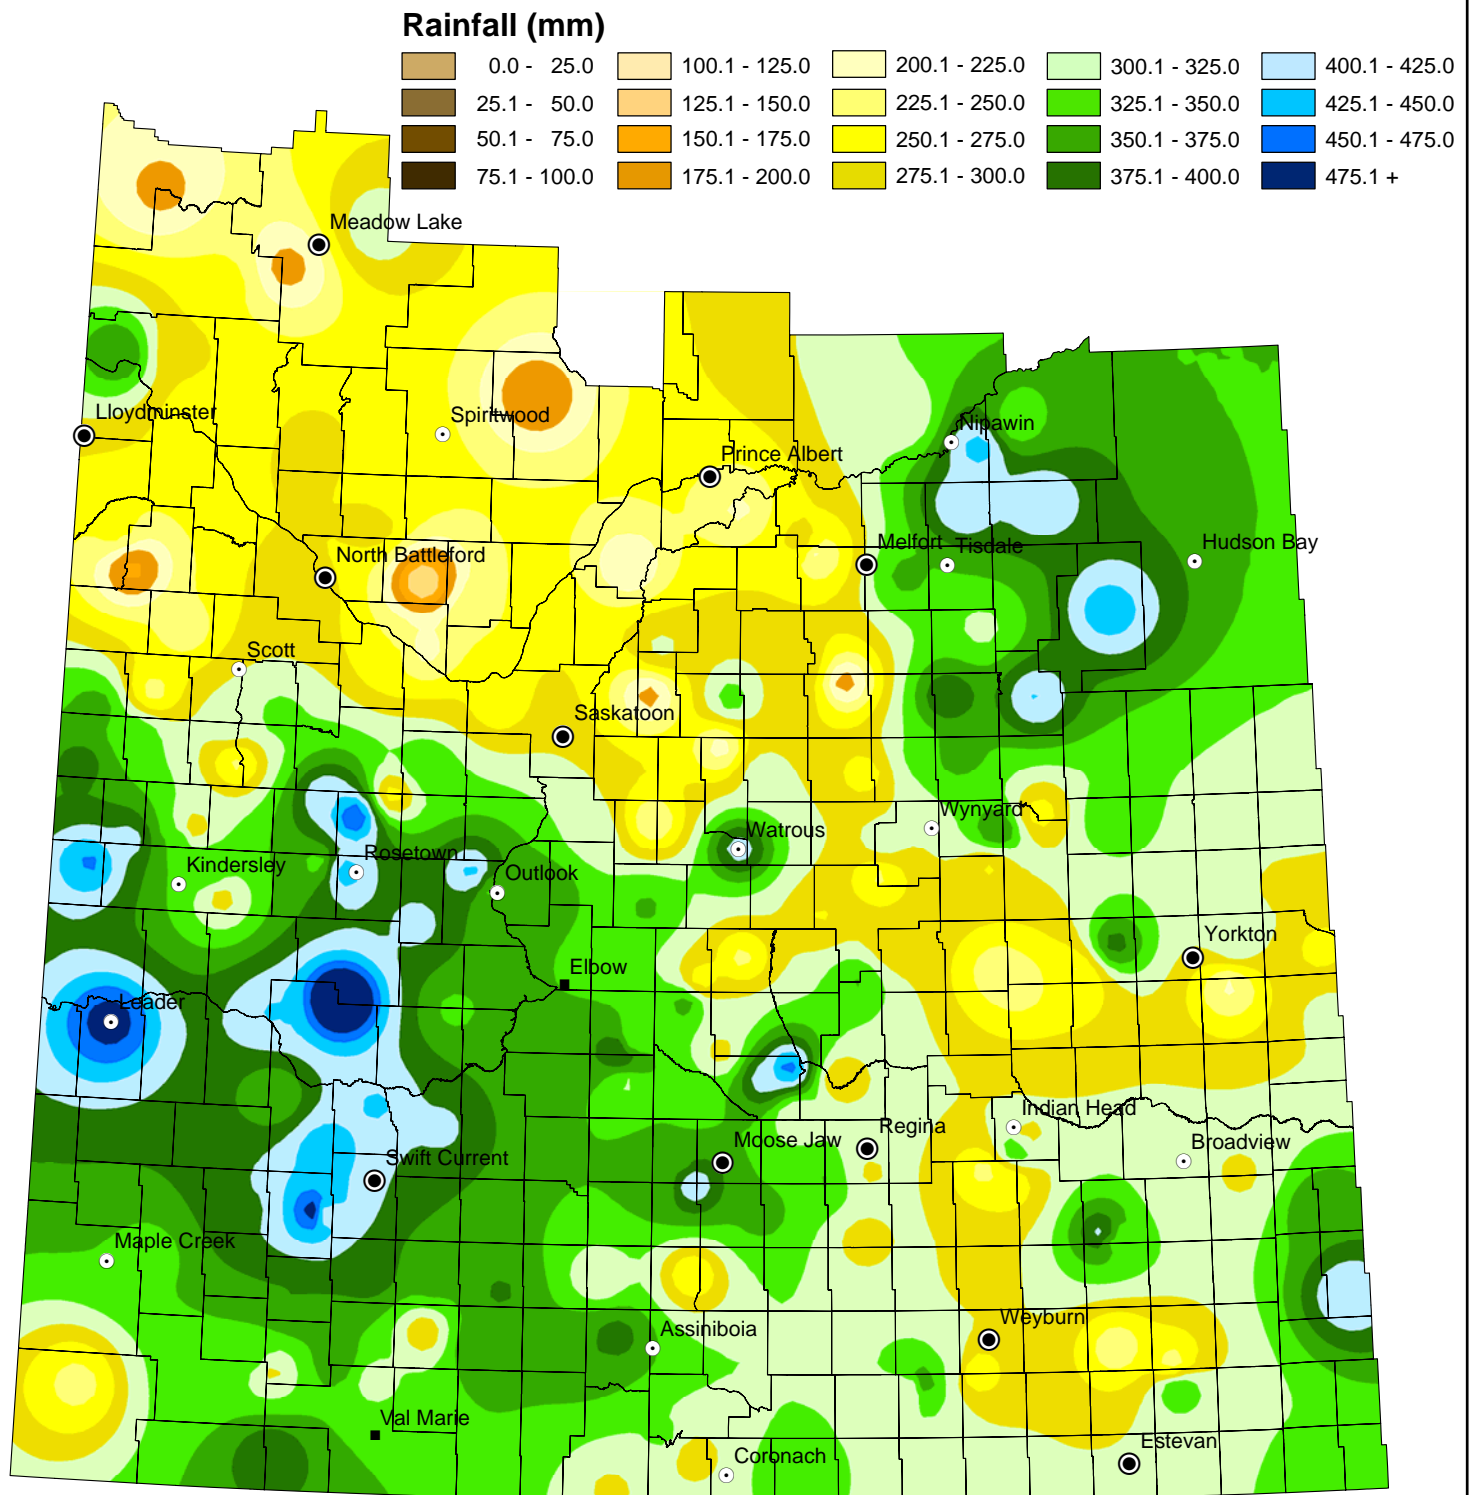 Rainfall (mm)
0.0 - 25.0
100.1 - 125.0
200.1 - 225.0
300.1 - 325.0
400.1 - 425.0
25.1 - 50.0
125.1 - 150.0
225.1 - 250.0
325.1 - 350.0
425.1 - 450.0
50.1 - 75.0
150.1 - 175.0
250.1 - 275.0
350.1 - 375.0
450.1 - 475.0
75.1 - 100.0
175.1 - 200.0
275.1 - 300.0
375.1 - 400.0
475.1 +
Meadow Lake
Lloydminster
Spiritwood
Nipawin
Prince Albert
North Battleford
Melfort
Tisdale
Hudson Bay
Scott
Saskatoon
Wynyard
Watrous
Rosetown
Kindersley
Outlook
Yorkton
Elbow
Leader
Indian Head
Regina
Moose Jaw
Broadview
Swift Current
Maple Creek
Weyburn
Assiniboia
Val Marie
Estevan
Coronach